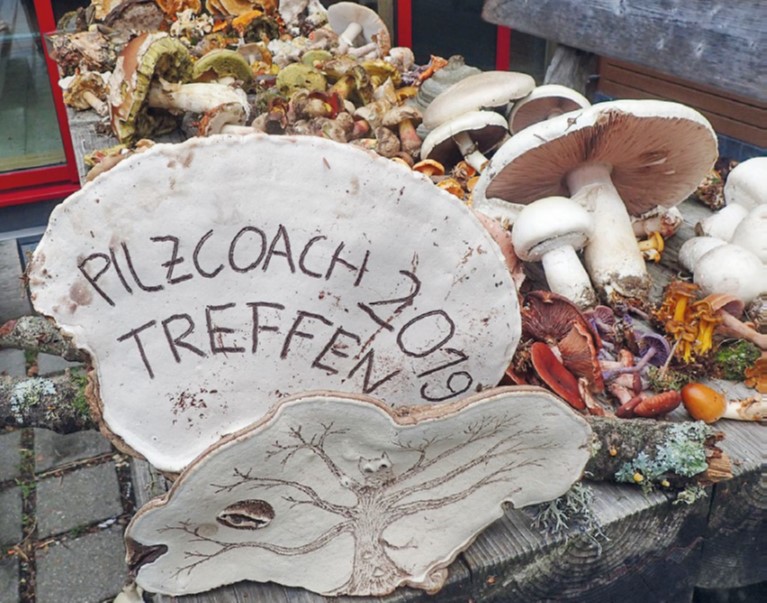 PILZCOACH
TREFFEN
2019